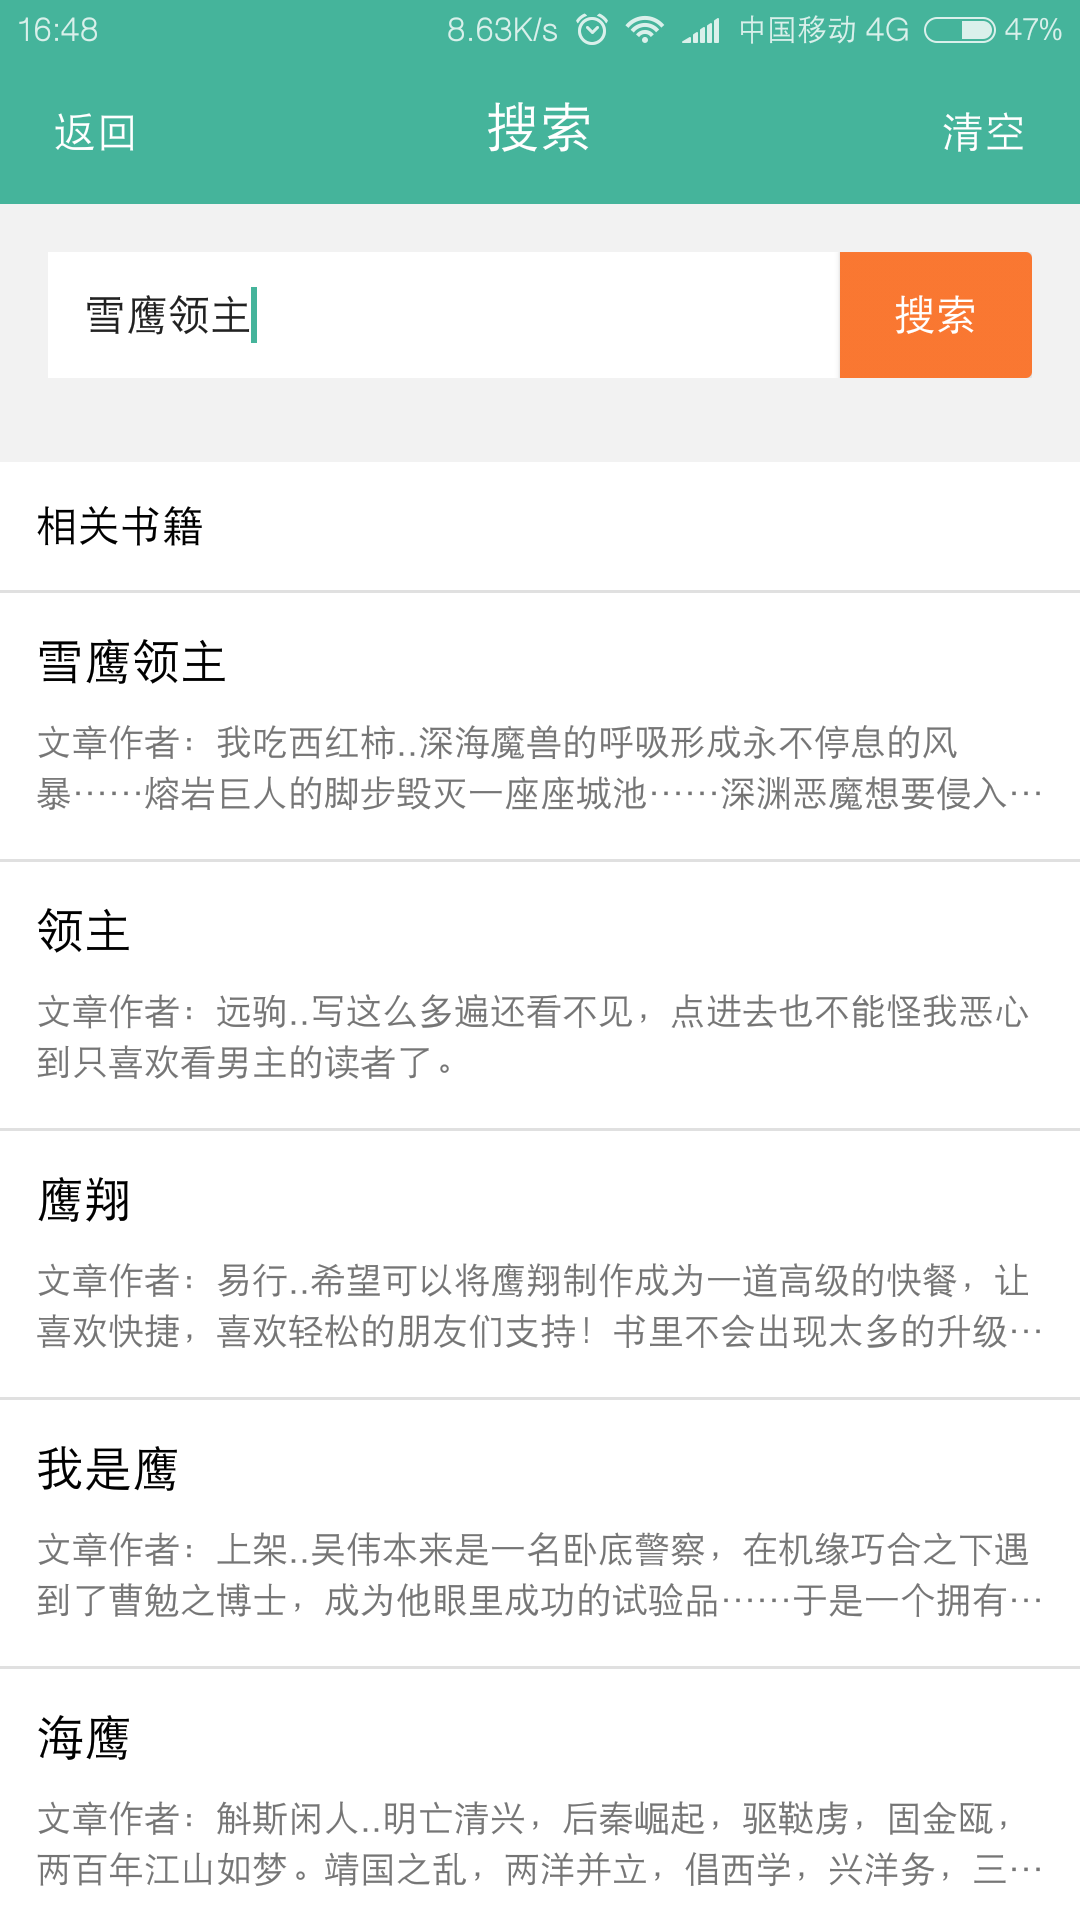 16:48 8.63K/s 中国移动 4G 47%
返回 搜索 清空
雪鹰领主 搜索
相关书籍
雪鹰领主
文章作者：我吃西红柿..深海魔兽的呼吸形成永不停息的风
暴……熔岩巨人的脚步毁灭一座座城池……深渊恶魔想要侵入…
领主
文章作者：远驹..写这么多遍还看不见，点进去也不能怪我恶心
到只喜欢看男主的读者了。
鹰翔
文章作者：易行..希望可以将鹰翔制作成为一道高级的快餐，让
喜欢快捷，喜欢轻松的朋友们支持！书里不会出现太多的升级…
我是鹰
文章作者：上架..吴伟本来是一名卧底警察，在机缘巧合之下遇
到了曹勉之博士，成为他眼里成功的试验品……于是一个拥有…
海鹰
文章作者：斛斯闲人..明亡清兴，后秦崛起，驱鞑虏，固金瓯，
两百年江山如梦。靖国之乱，两洋并立，倡西学，兴洋务，三…